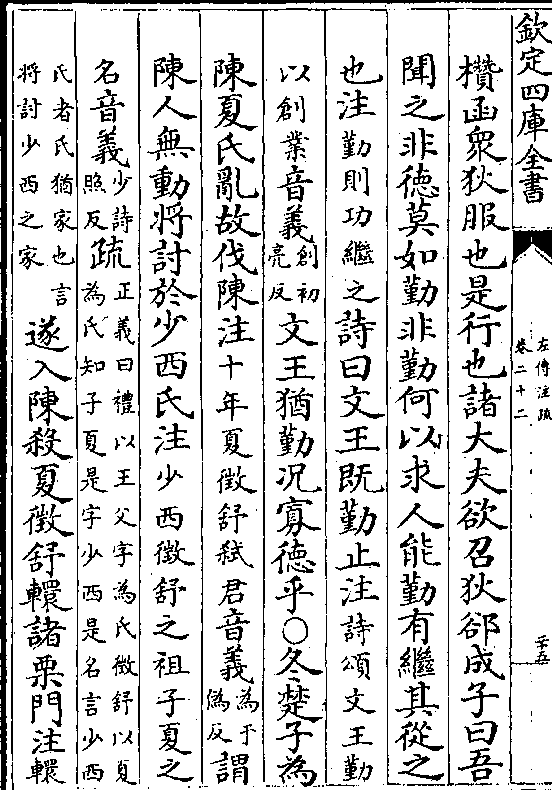 欽定四庫全書
左傳注疏
卷二十二
二十五
欑函衆狄服也是行也諸大夫欲召狄郤成子曰吾
聞之非德莫如勤非勤何以求人能勤有繼其從之
也注勤則功繼之詩曰文王既勤止注詩頌文王勤
以創業音義創初亮反文王猶勤況寡德乎○冬楚子為
陳夏氏亂故伐陳注十年夏徵舒弑君音義為于偽反謂
陳人無動將討於少西氏注少西徵舒之祖子夏之
名音義少詩照反疏正義曰禮以王父字為氏徵舒以夏
為氏知子夏是字少西是名言少西
氏者氏猶家也言
將討少西之家遂入陳殺夏徵舒轘諸栗門注轘